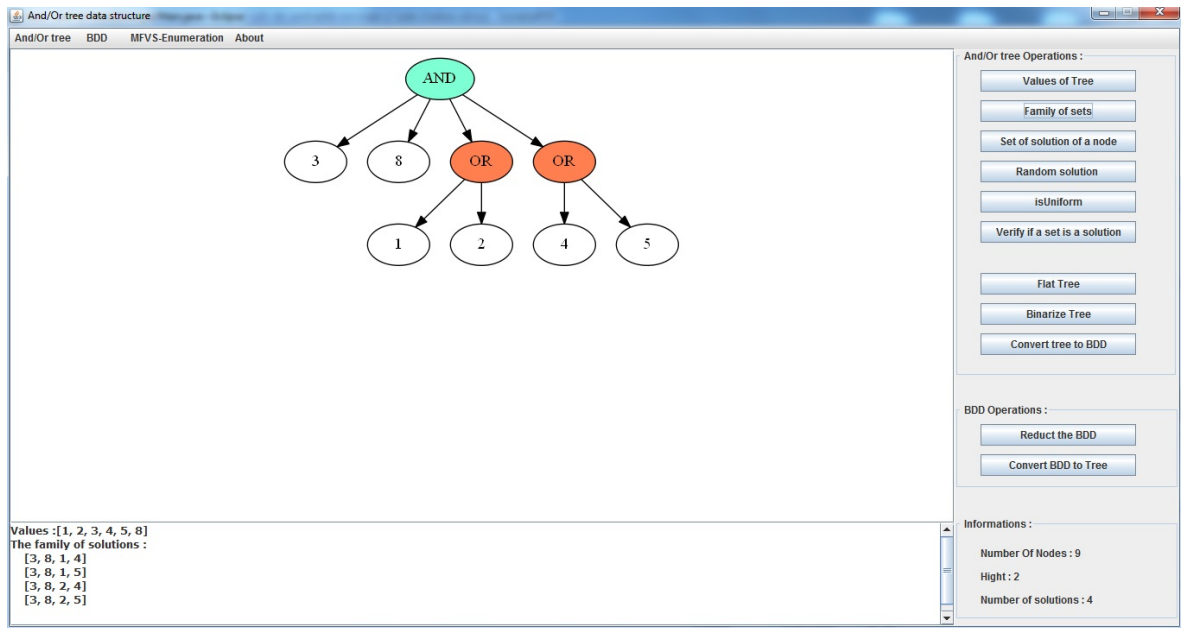 And/Or tree data structure
And/Or tree BDD MFVS-Enumeration About
AND
3 8 OR OR
1 2 4 5
And/Or tree Operations :
Values of Tree
Family of sets
Set of solution of a node
Random solution
isUniform
Verify if a set is a solution
Flat Tree
Binarize Tree
Convert tree to BDD
BDD Operations :
Reduct the BDD
Convert BDD to Tree
Values :[1, 2, 3, 4, 5, 8]
The family of solutions :
[3, 8, 1, 4]
[3, 8, 1, 5]
[3, 8, 2, 4]
[3, 8, 2, 5]
Informations :
Number Of Nodes : 9
Hight : 2
Number of solutions : 4